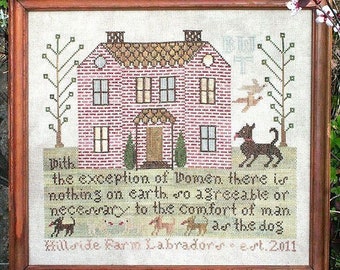 With
the exception of Women there is
nothing on earth so agreeable or
necessary to the comfort of man
as the dog
Hillside Farm Labradors · est. 2011